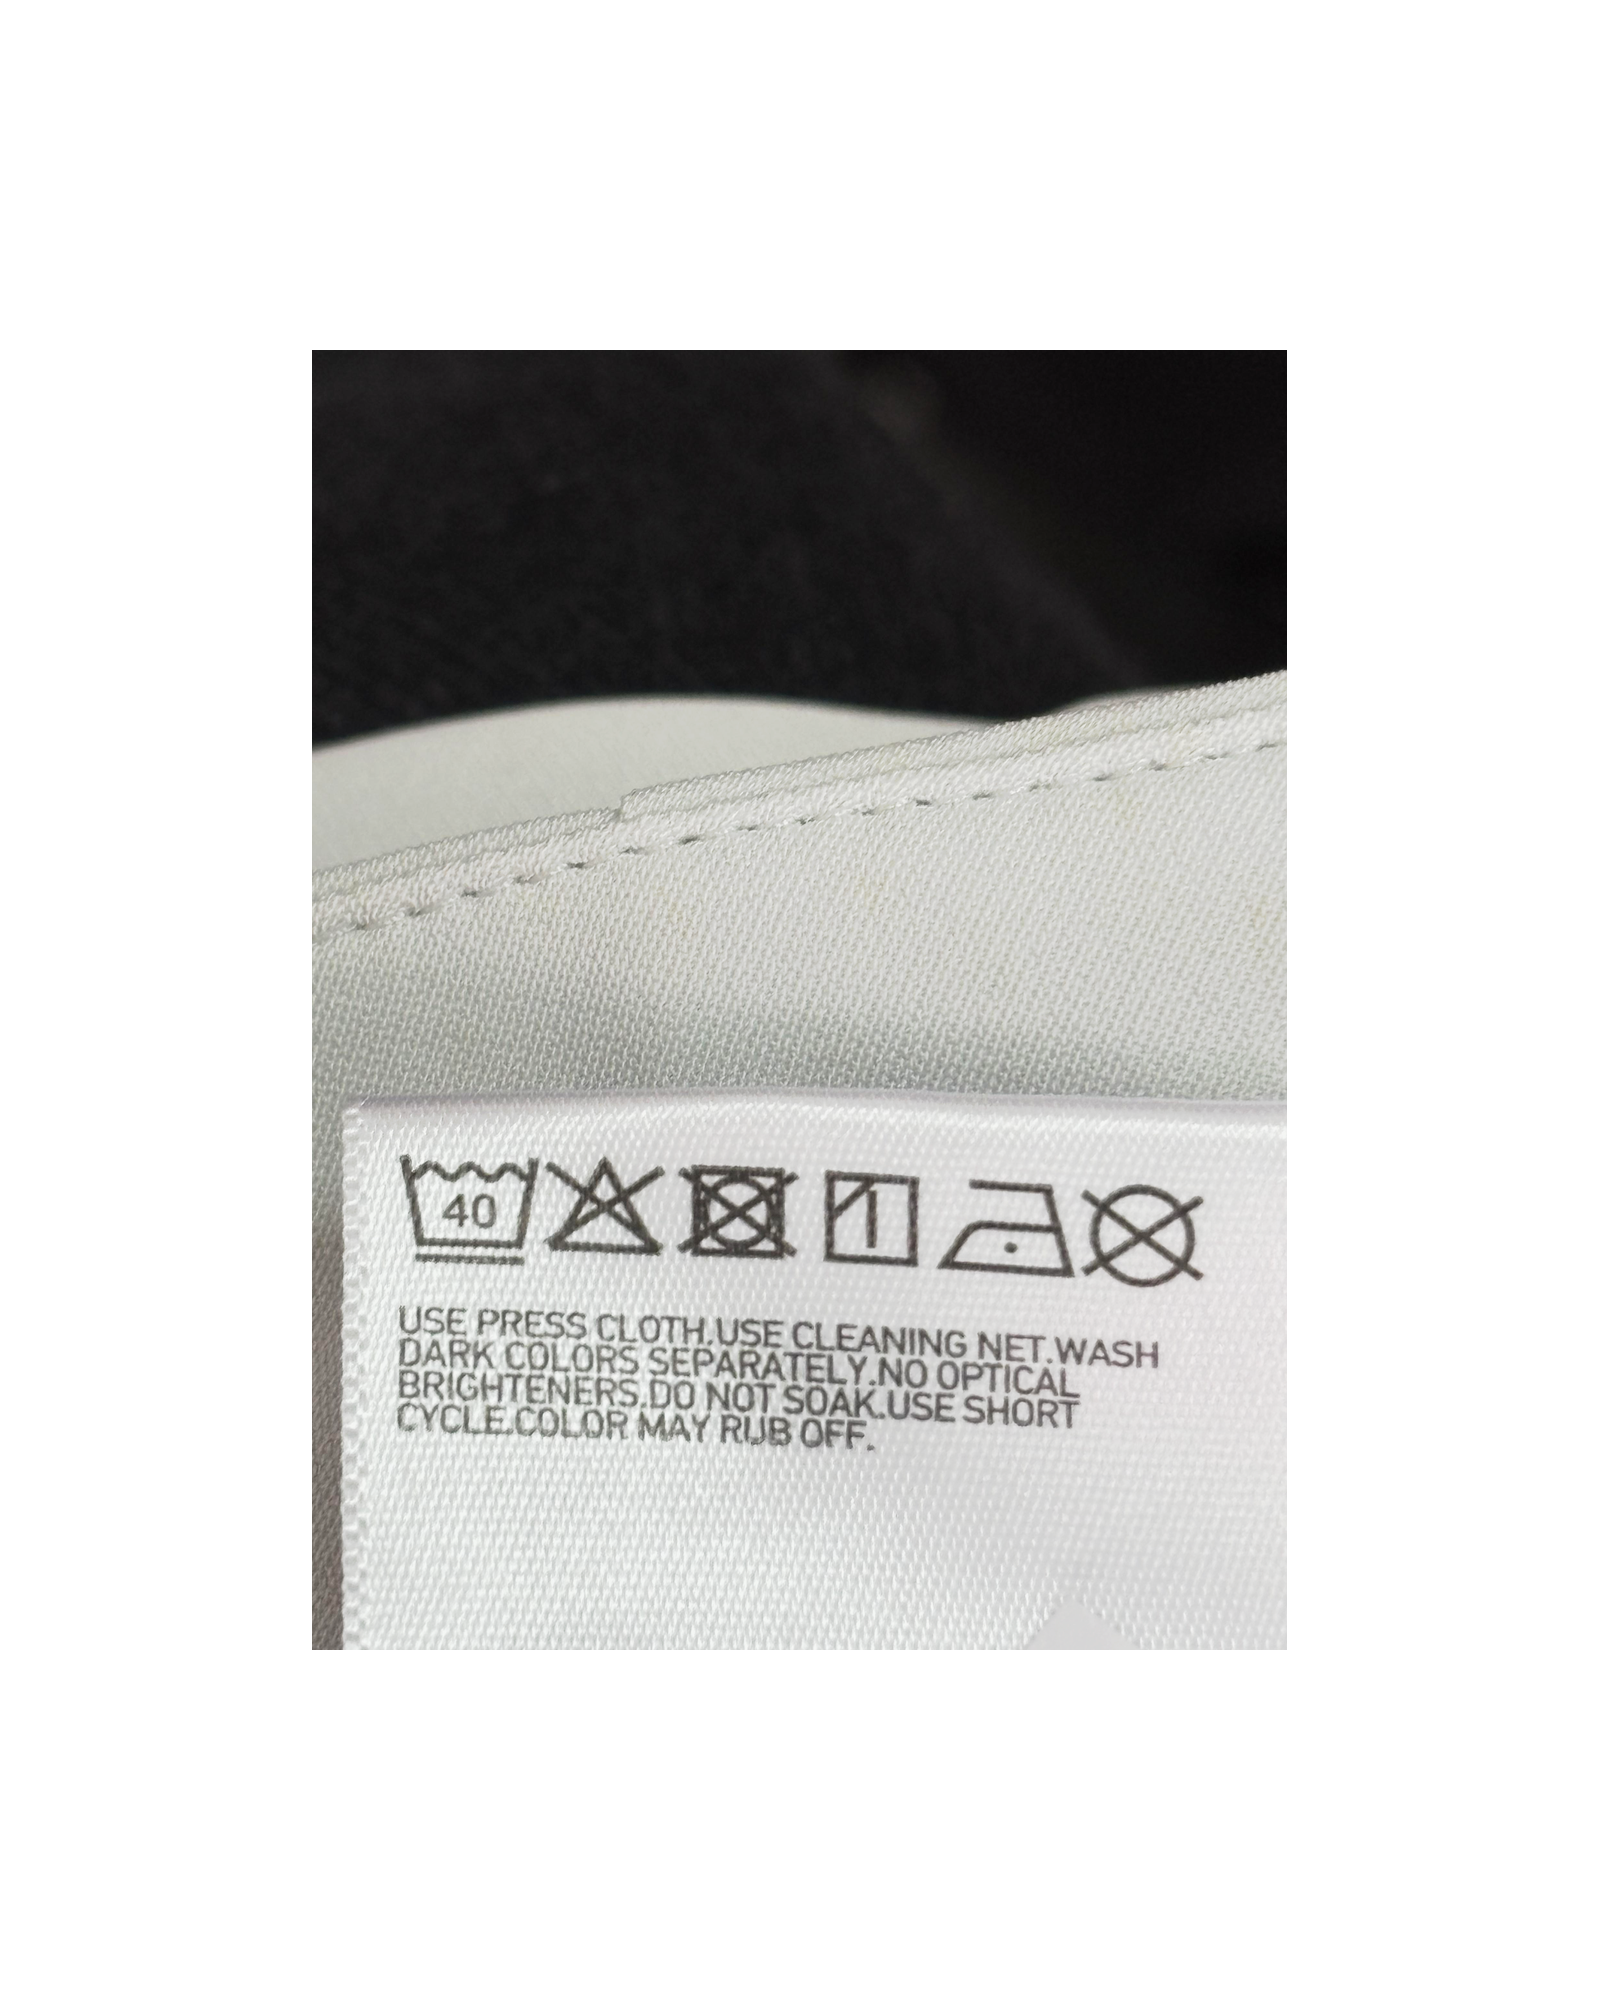 40
USE PRESS CLOTH.USE CLEANING NET.WASH
DARK COLORS SEPARATELY.NO OPTICAL
BRIGHTENERS.DO NOT SOAK.USE SHORT
CYCLE.COLOR MAY RUB OFF.